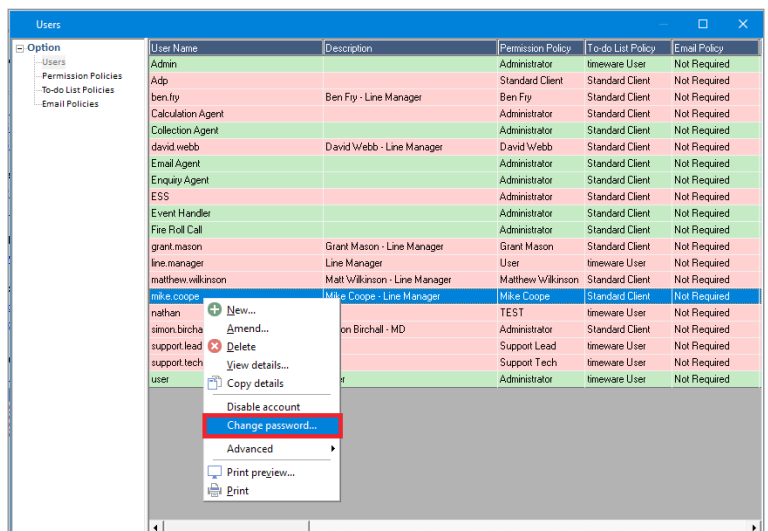 Users
Option
Users
Permission Policies
To-do List Policies
Email Policies
User Name Description Permission Policy To-do List Policy Email Policy
Admin Administrator timeware User Not Required
Adp Standard Client Standard Client Not Required
ben.fry Ben Fry - Line Manager Ben Fry Standard Client Not Required
Calculation Agent Administrator Standard Client Not Required
Collection Agent Administrator Standard Client Not Required
david.webb David Webb - Line Manager David Webb Standard Client Not Required
Email Agent Administrator Standard Client Not Required
Enquiry Agent Administrator Standard Client Not Required
ESS Administrator Standard Client Not Required
Event Handler Administrator Standard Client Not Required
Fire Roll Call Administrator Standard Client Not Required
grant.mason Grant Mason - Line Manager Grant Mason Standard Client Not Required
line.manager Line Manager User timeware User Not Required
matthew.wilkinson Matt Wilkinson - Line Manager Matthew Wilkinson Standard Client Not Required
mike.coope Mike Coope - Line Manager Mike Coope Standard Client Not Required
nathan TEST timeware User Not Required
simon.bircha on Birchall - MD Administrator Standard Client Not Required
support.lead Support Lead timeware User Not Required
support.tech Support Tech timeware User Not Required
user r Administrator timeware User Not Required
New...
Amend...
Delete
View details...
Copy details
Disable account
Change password...
Advanced
Print preview...
Print